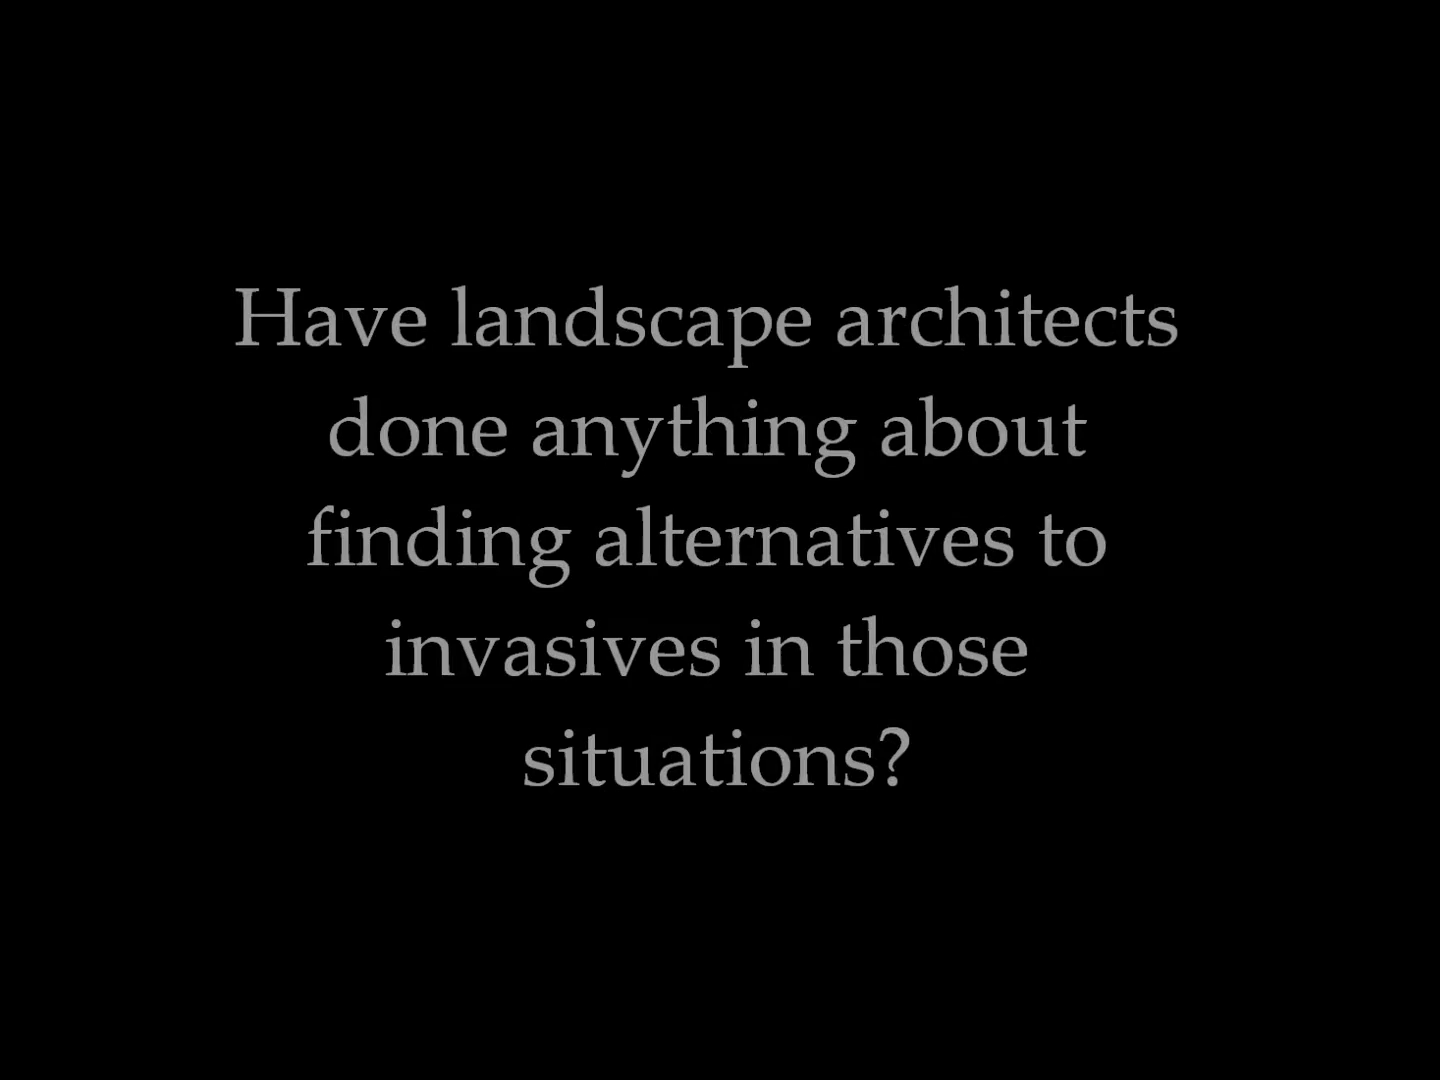 Have landscape architects
done anything about
finding alternatives to
invasives in those
situations?